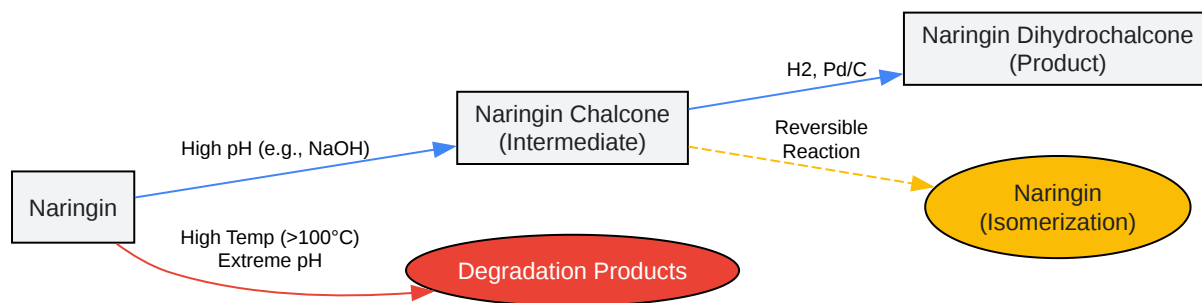 Naringin Dihydrochalcone
(Product)
H2, Pd/C
Naringin Chalcone
(Intermediate)
Reversible
Reaction
High pH (e.g., NaOH)
Naringin
(Isomerization)
Naringin
High Temp (>100°C)
Extreme pH
Degradation Products